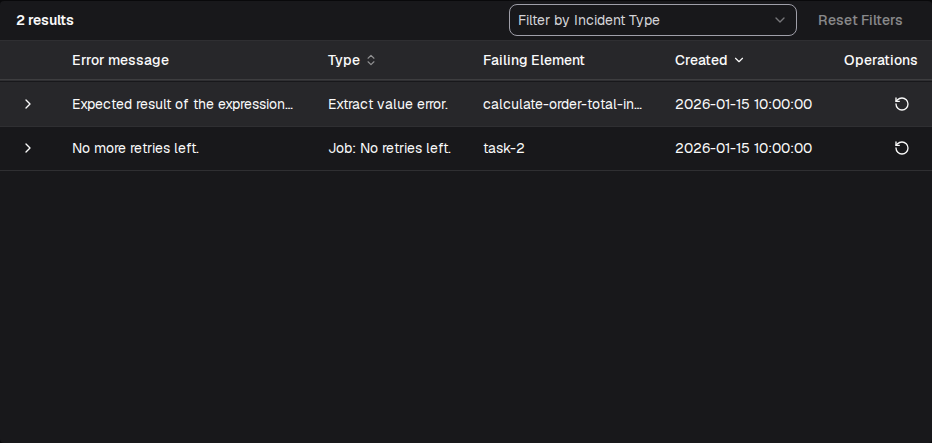 2 results Filter by Incident Type Reset Filters
Error message Type Failing Element Created Operations
Expected result of the expression... Extract value error. calculate-order-total-in... 2026-01-15 10:00:00
No more retries left. Job: No retries left. task-2 2026-01-15 10:00:00